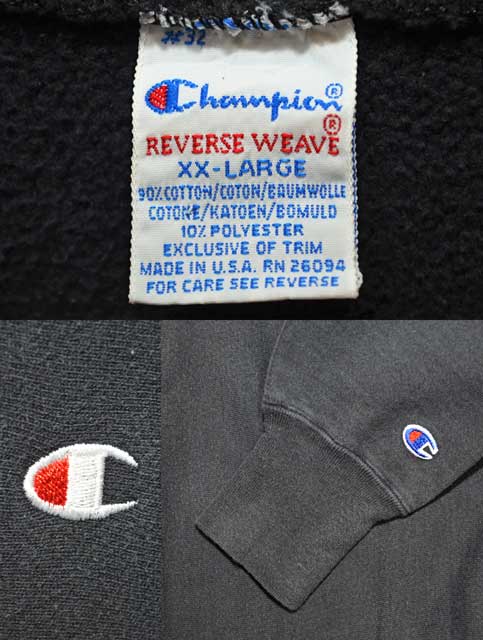 #32
Champion®
®
REVERSE WEAVE
XX-LARGE
90% COTTON/COTON/BAUMWOLLE
COTONE/KATOEN/BOMULD
10% POLYESTER
EXCLUSIVE OF TRIM
MADE IN U.S.A. RN 26094
FOR CARE SEE REVERSE